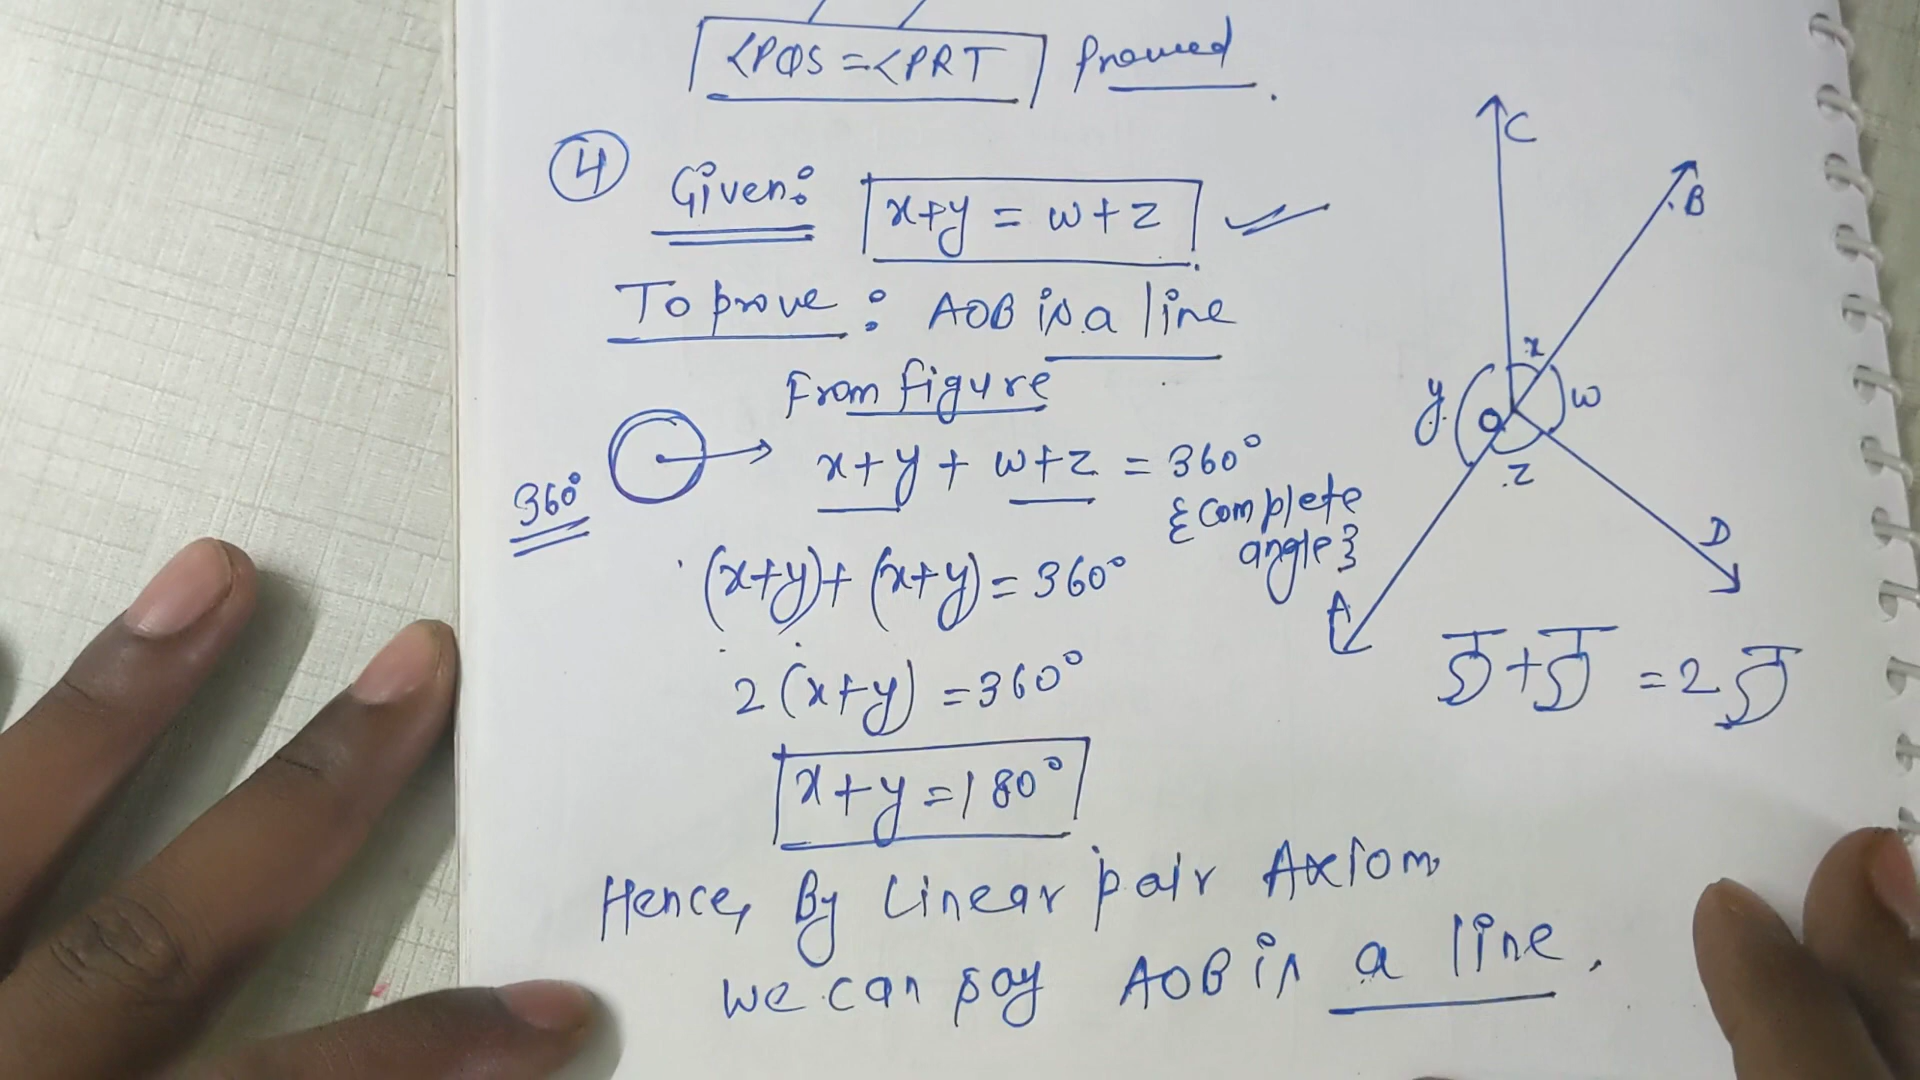 <PQS = <PRT Proved.
4
Given: x+y = w+z
To prove: AOB is a line
From figure
360°
x+y + w+z = 360°
{complete
angle}
(x+y)+(x+y)=360°
2(x+y)=360°
x+y=180°
Hence, By Linear pair Axiom
we can say AOB is a line.
C
B
x
y
O
w
z
D
A